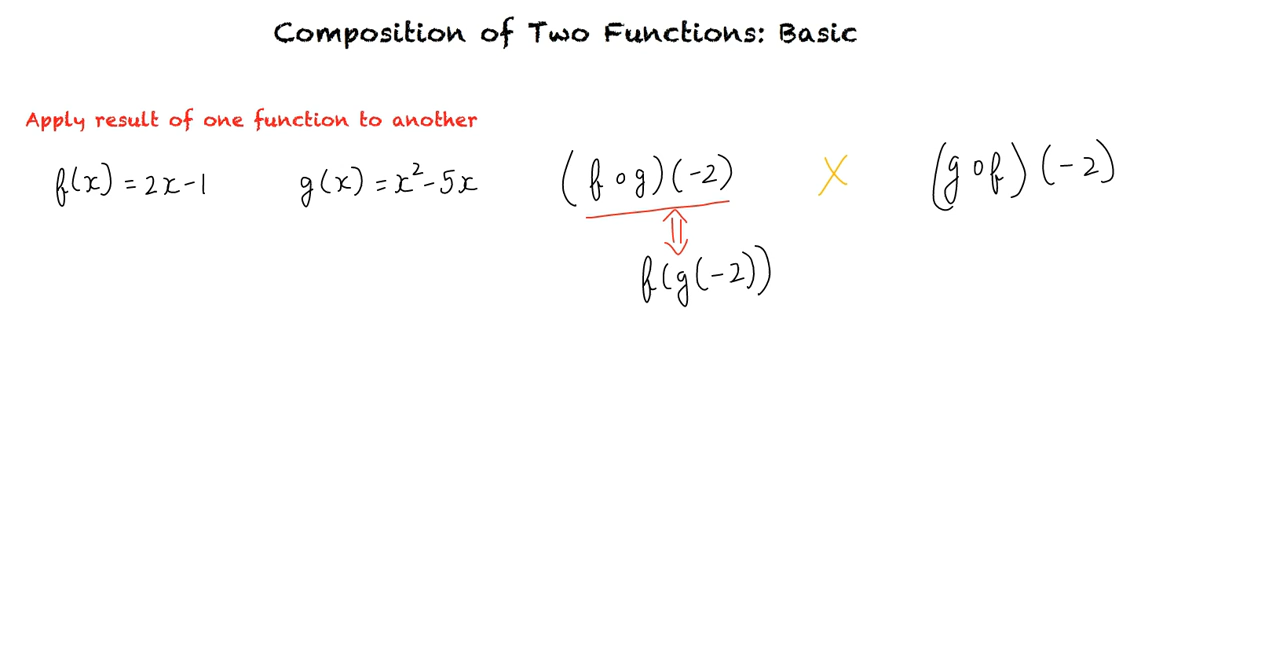 Composition of Two Functions: Basic
Apply result of one function to another
f(x) = 2x-1 g(x) = x²-5x (f∘g)(-2) X (g∘f)(-2)
f(g(-2))